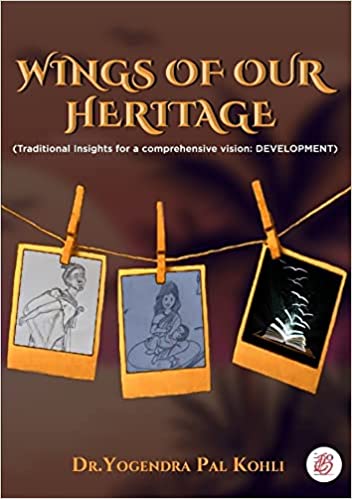 WINGS OF OUR
HERITAGE
(Traditional Insights for a comprehensive vision: DEVELOPMENT)
DR.YOGENDRA PAL KOHLI